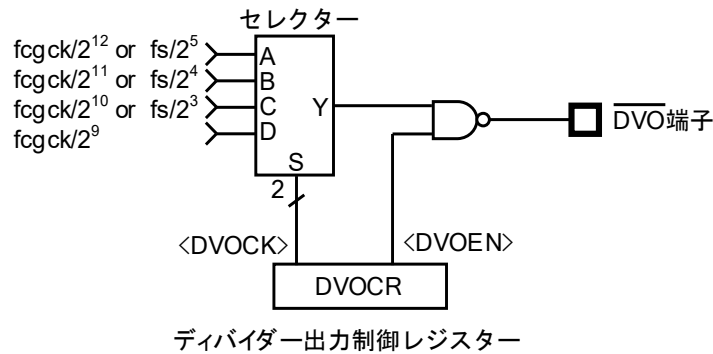 セレクター
fcgck/2¹² or fs/2⁵
fcgck/2¹¹ or fs/2⁴
fcgck/2¹⁰ or fs/2³
fcgck/2⁹
A
B
C
D
Y
S
2
DVO端子
<DVOCK>
<DVOEN>
DVOCR
ディバイダー出力制御レジスター